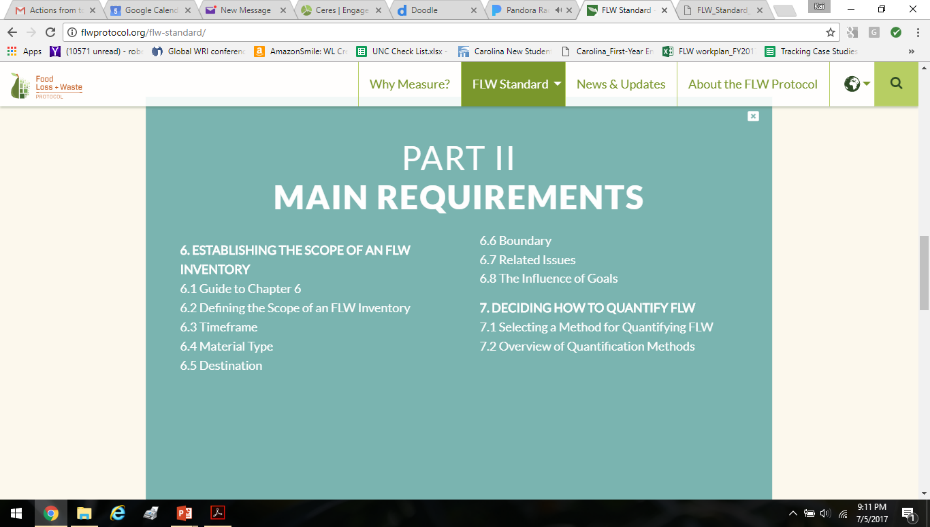 Actions from t
Google Calend
New Message
Ceres | Engage
Doodle
Pandora Ra
FLW Standard
FLW_Standard_
Kai
flwprotocol.org/flw-standard/
Apps
(10571 unread) - rob
Global WRI conferenc
AmazonSmile: WL Cr
UNC Check List.xlsx -
Carolina New Studen
Carolina_First-Year En
FLW workplan_FY201
Tracking Case Studies
»
Food
Loss + Waste
PROTOCOL
Why Measure?
FLW Standard
News & Updates
About the FLW Protocol
PART II
MAIN REQUIREMENTS
6. ESTABLISHING THE SCOPE OF AN FLW
INVENTORY
6.1 Guide to Chapter 6
6.2 Defining the Scope of an FLW Inventory
6.3 Timeframe
6.4 Material Type
6.5 Destination
6.6 Boundary
6.7 Related Issues
6.8 The Influence of Goals
7. DECIDING HOW TO QUANTIFY FLW
7.1 Selecting a Method for Quantifying FLW
7.2 Overview of Quantification Methods
9:11 PM
7/5/2017